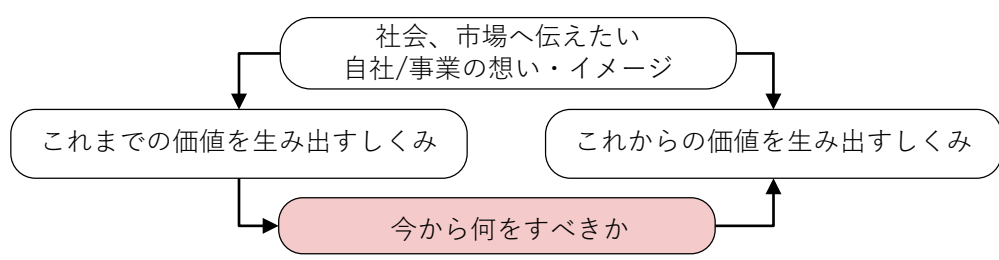 社会、市場へ伝えたい
自社/事業の想い・イメージ
これまでの価値を生み出すしくみ
これからの価値を生み出すしくみ
今から何をすべきか